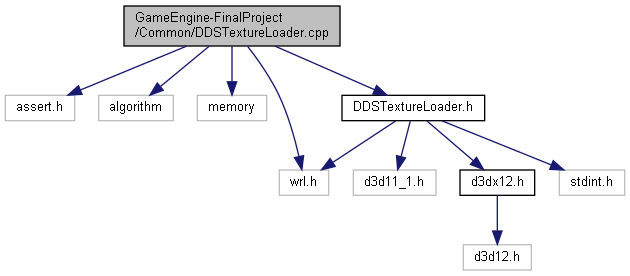 GameEngine-FinalProject
/Common/DDSTextureLoader.cpp
assert.h
algorithm
memory
DDSTextureLoader.h
wrl.h
d3d11_1.h
d3dx12.h
stdint.h
d3d12.h